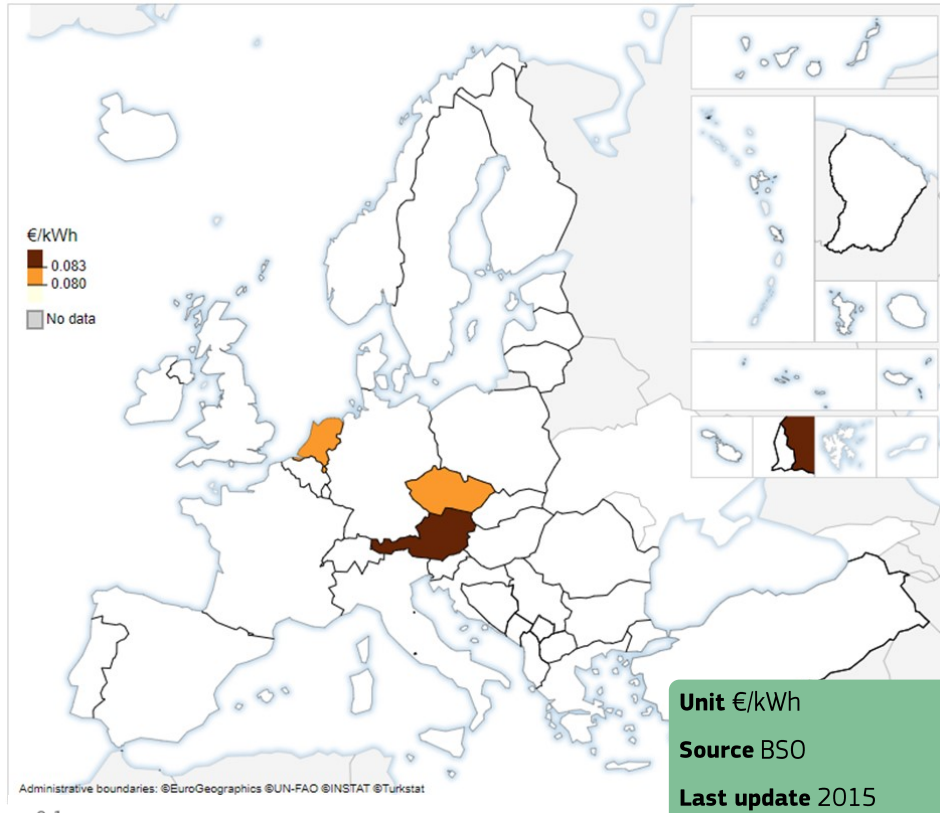 €/kWh
0.083
0.080
No data
Unit €/kWh
Source BSO
Last update 2015
Administrative boundaries: ©EuroGeographics ©UN-FAO ©INSTAT ©Turkstat